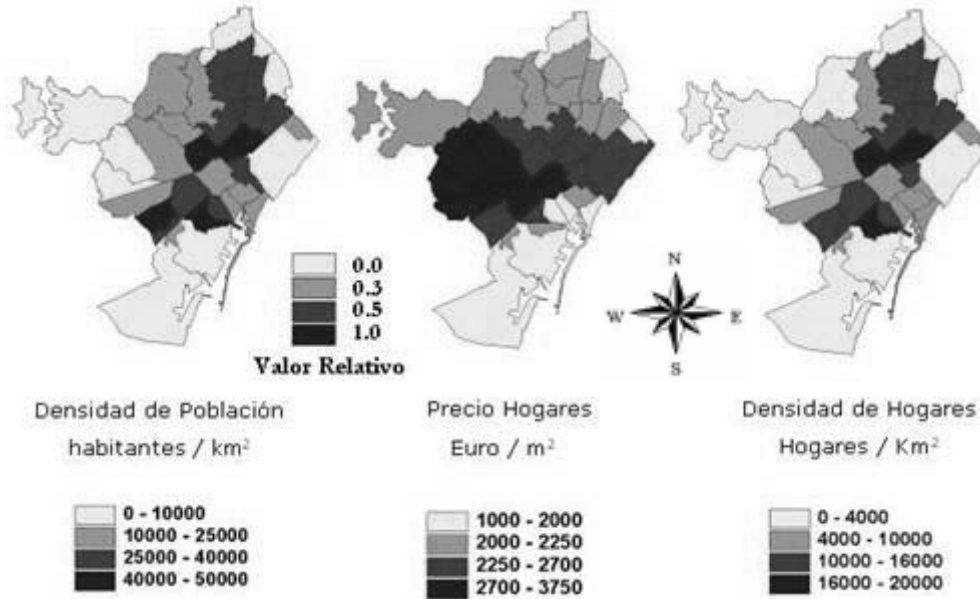 0.0
0.3
0.5
1.0
Valor Relativo
N
W E
S
Densidad de Población
habitantes / km²
0 - 10000
10000 - 25000
25000 - 40000
40000 - 50000
Precio Hogares
Euro / m²
1000 - 2000
2000 - 2250
2250 - 2700
2700 - 3750
Densidad de Hogares
Hogares / Km²
0 - 4000
4000 - 10000
10000 - 16000
16000 - 20000